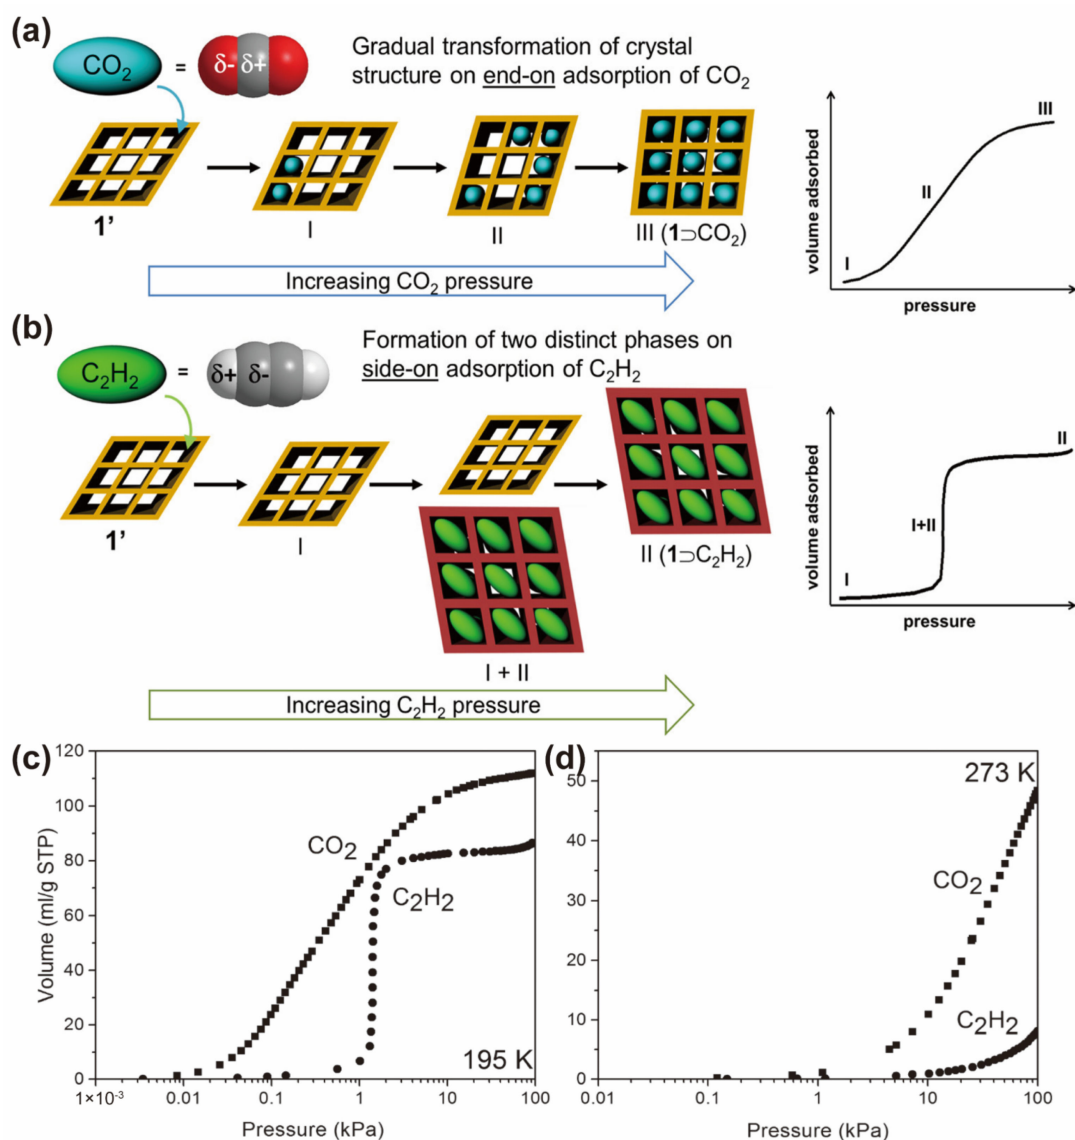 (a)
CO₂ = δ- δ+
Gradual transformation of crystal
structure on end-on adsorption of CO₂
1'
I
II
III (1⊃CO₂)
Increasing CO₂ pressure
volume adsorbed
I
II
III
pressure
(b)
C₂H₂ = δ+ δ-
Formation of two distinct phases on
side-on adsorption of C₂H₂
1'
I
I + II
II (1⊃C₂H₂)
Increasing C₂H₂ pressure
volume adsorbed
I
I+II
II
pressure
(c)
Volume (ml/g STP)
120
100
80
60
40
20
0
CO₂
C₂H₂
195 K
1×10⁻³ 0.01 0.1 1 10 100
Pressure (kPa)
(d)
50
40
30
20
10
0
273 K
CO₂
C₂H₂
0.01 0.1 1 10 100
Pressure (kPa)